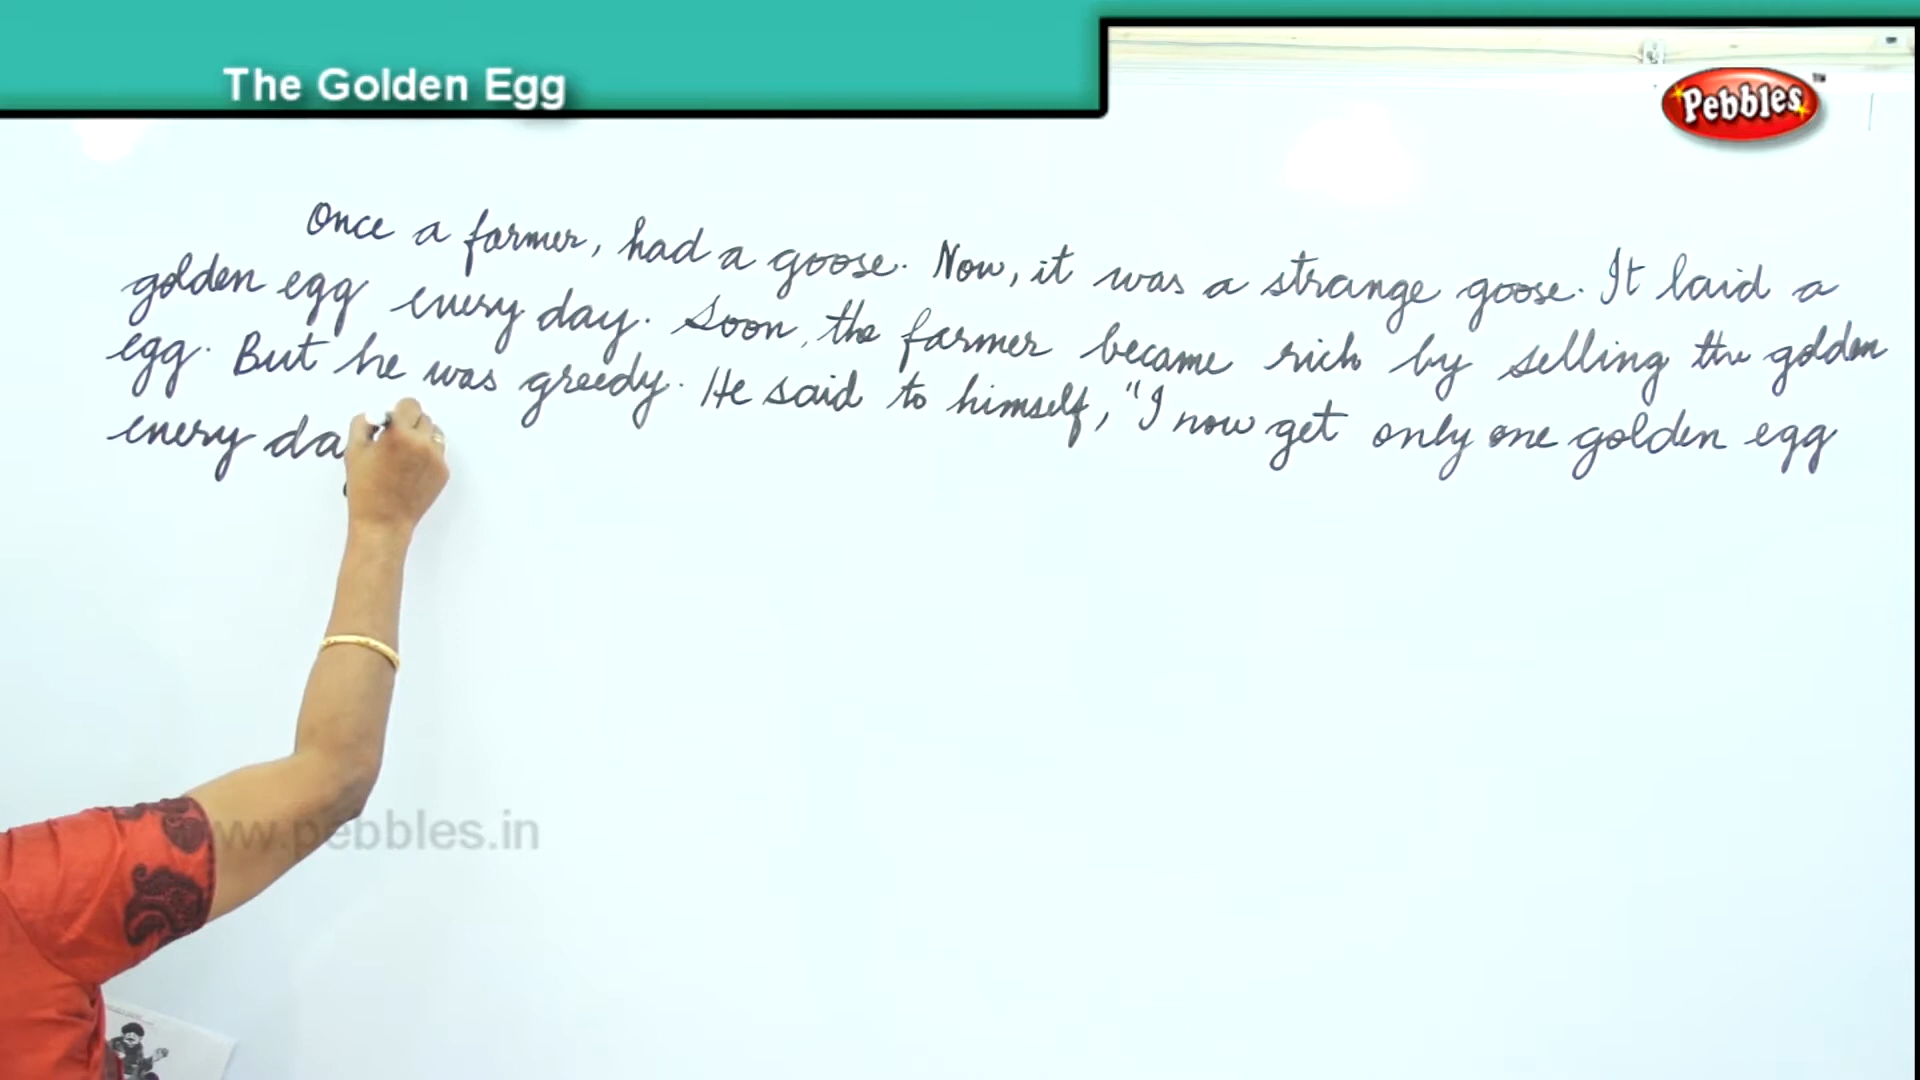 The Golden Egg
Pebbles
TM
Once a farmer, had a goose. Now, it was a strange goose. It laid a
golden egg every day. Soon, the farmer became rich by selling the golden
egg. But he was greedy. He said to himself, "I now get only one golden egg
every da
www.pebbles.in